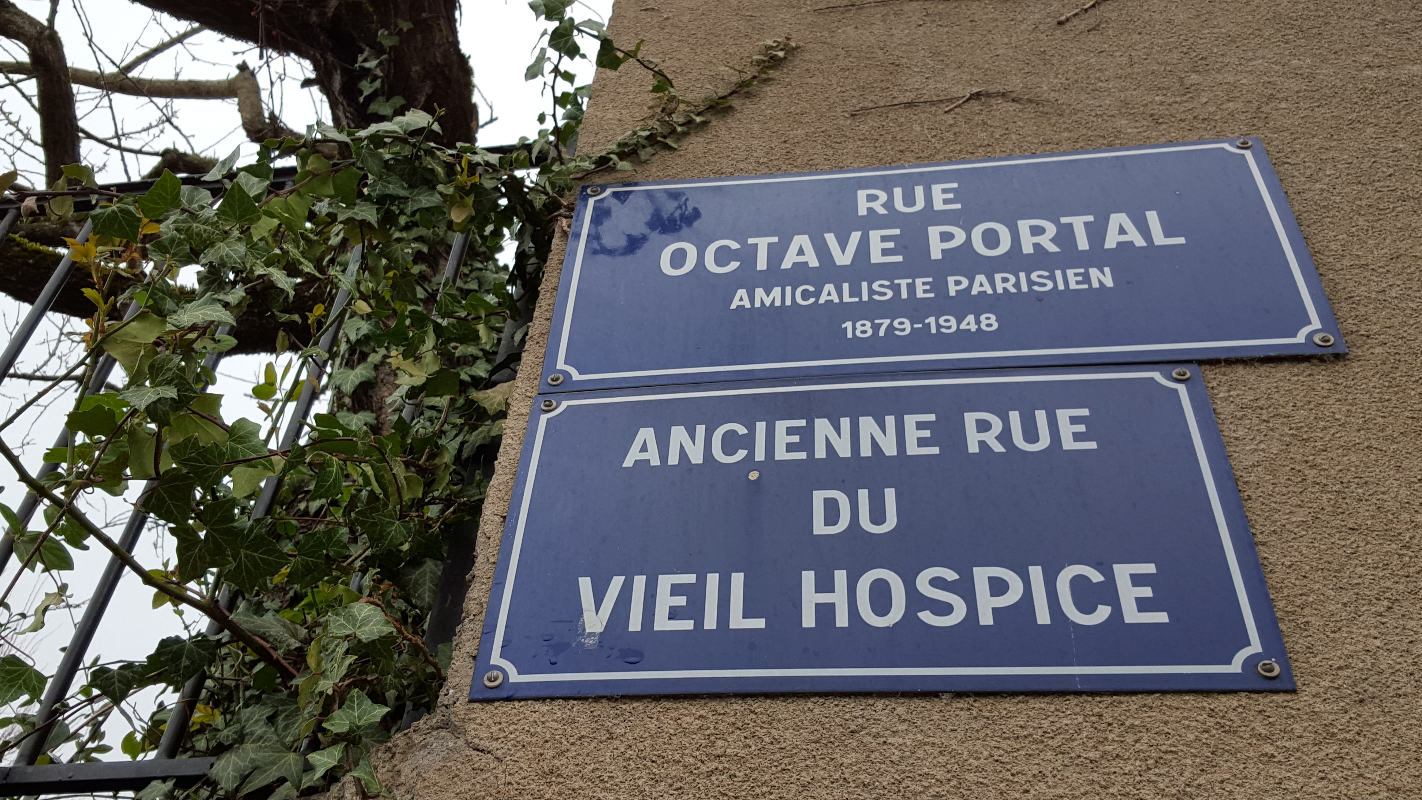 RUE
OCTAVE PORTAL
AMICALISTE PARISIEN
1879-1948
ANCIENNE RUE
DU
VIEIL HOSPICE